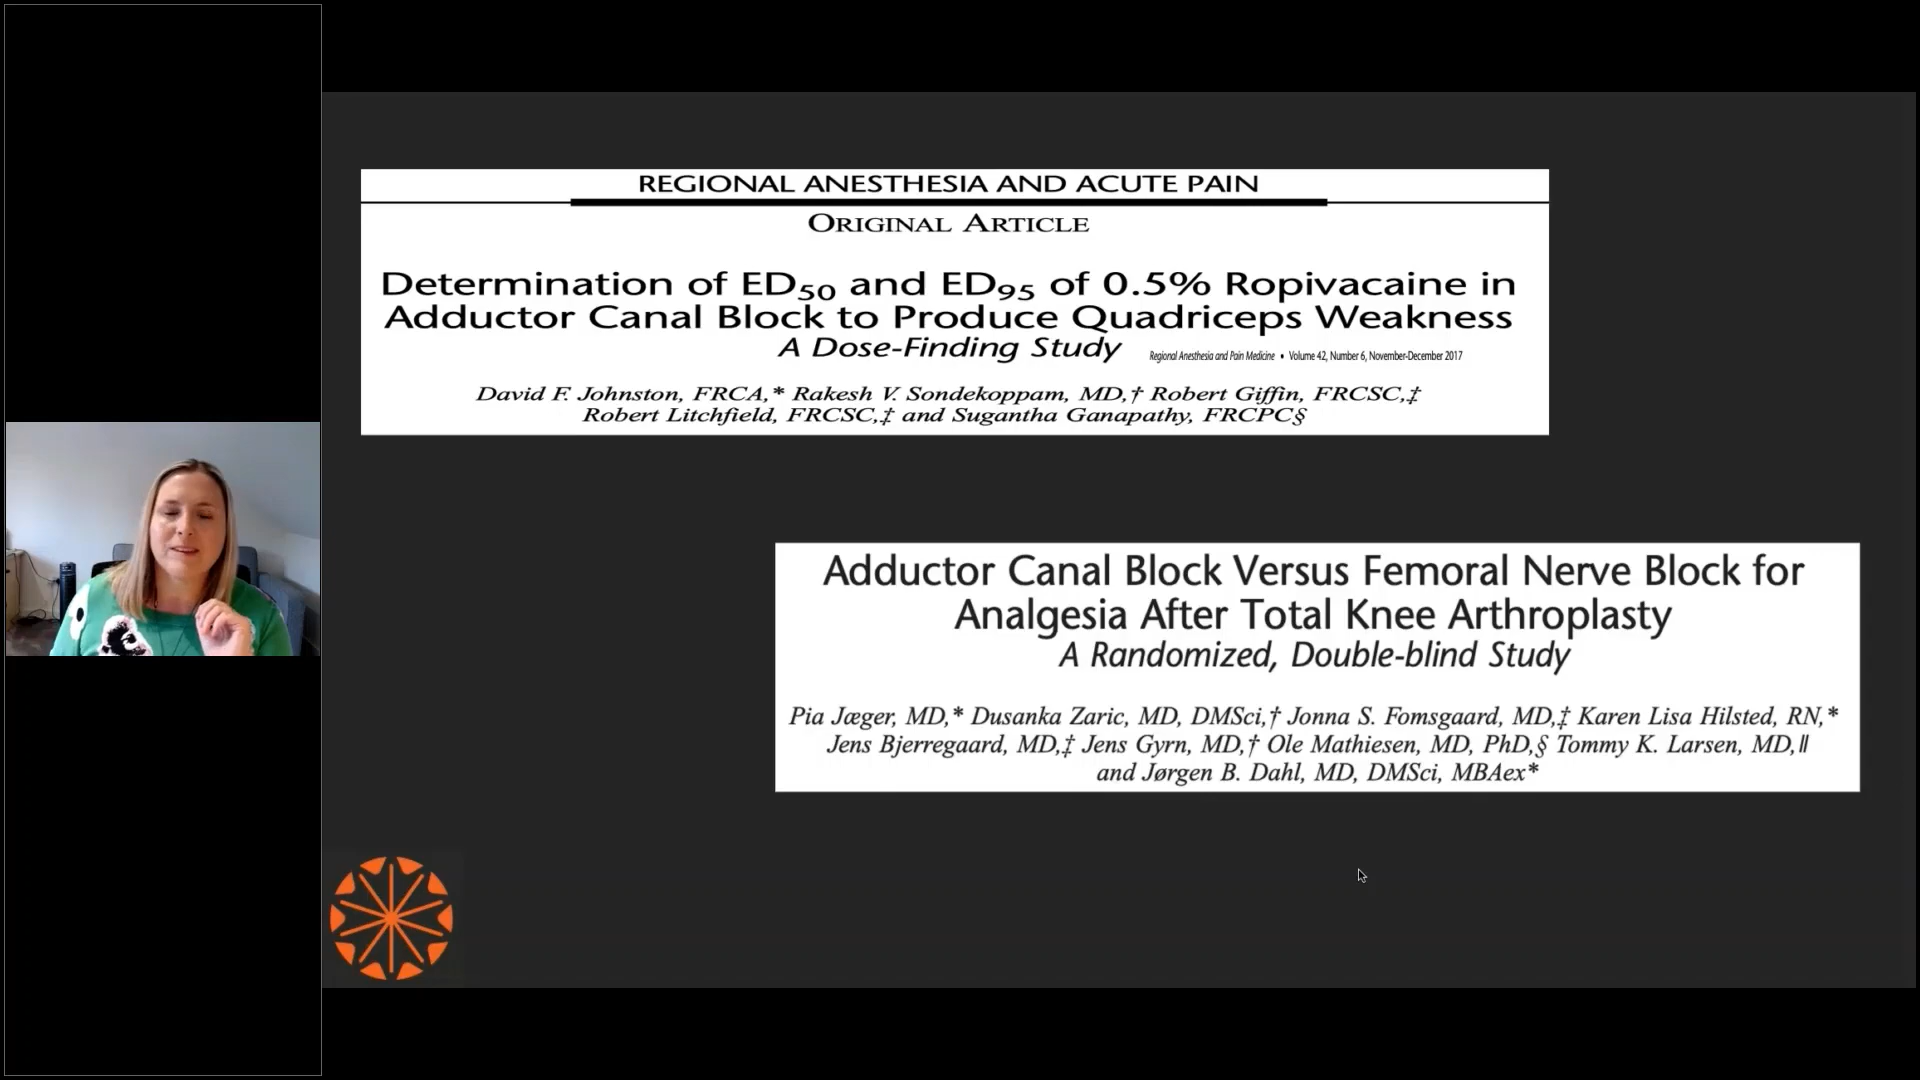 REGIONAL ANESTHESIA AND ACUTE PAIN
ORIGINAL ARTICLE
Determination of ED50 and ED95 of 0.5% Ropivacaine in
Adductor Canal Block to Produce Quadriceps Weakness
A Dose-Finding Study
Regional Anesthesia and Pain Medicine • Volume 42, Number 6, November-December 2017
David F. Johnston, FRCA,* Rakesh V. Sondekoppam, MD,† Robert Giffin, FRCSC,‡
Robert Litchfield, FRCSC,‡ and Sugantha Ganapathy, FRCPC§
Adductor Canal Block Versus Femoral Nerve Block for
Analgesia After Total Knee Arthroplasty
A Randomized, Double-blind Study
Pia Jæger, MD,* Dusanka Zaric, MD, DMSci,† Jonna S. Fomsgaard, MD,‡ Karen Lisa Hilsted, RN,*
Jens Bjerregaard, MD,‡ Jens Gyrn, MD,† Ole Mathiesen, MD, PhD,§ Tommy K. Larsen, MD,||
and Jørgen B. Dahl, MD, DMSci, MBAex*